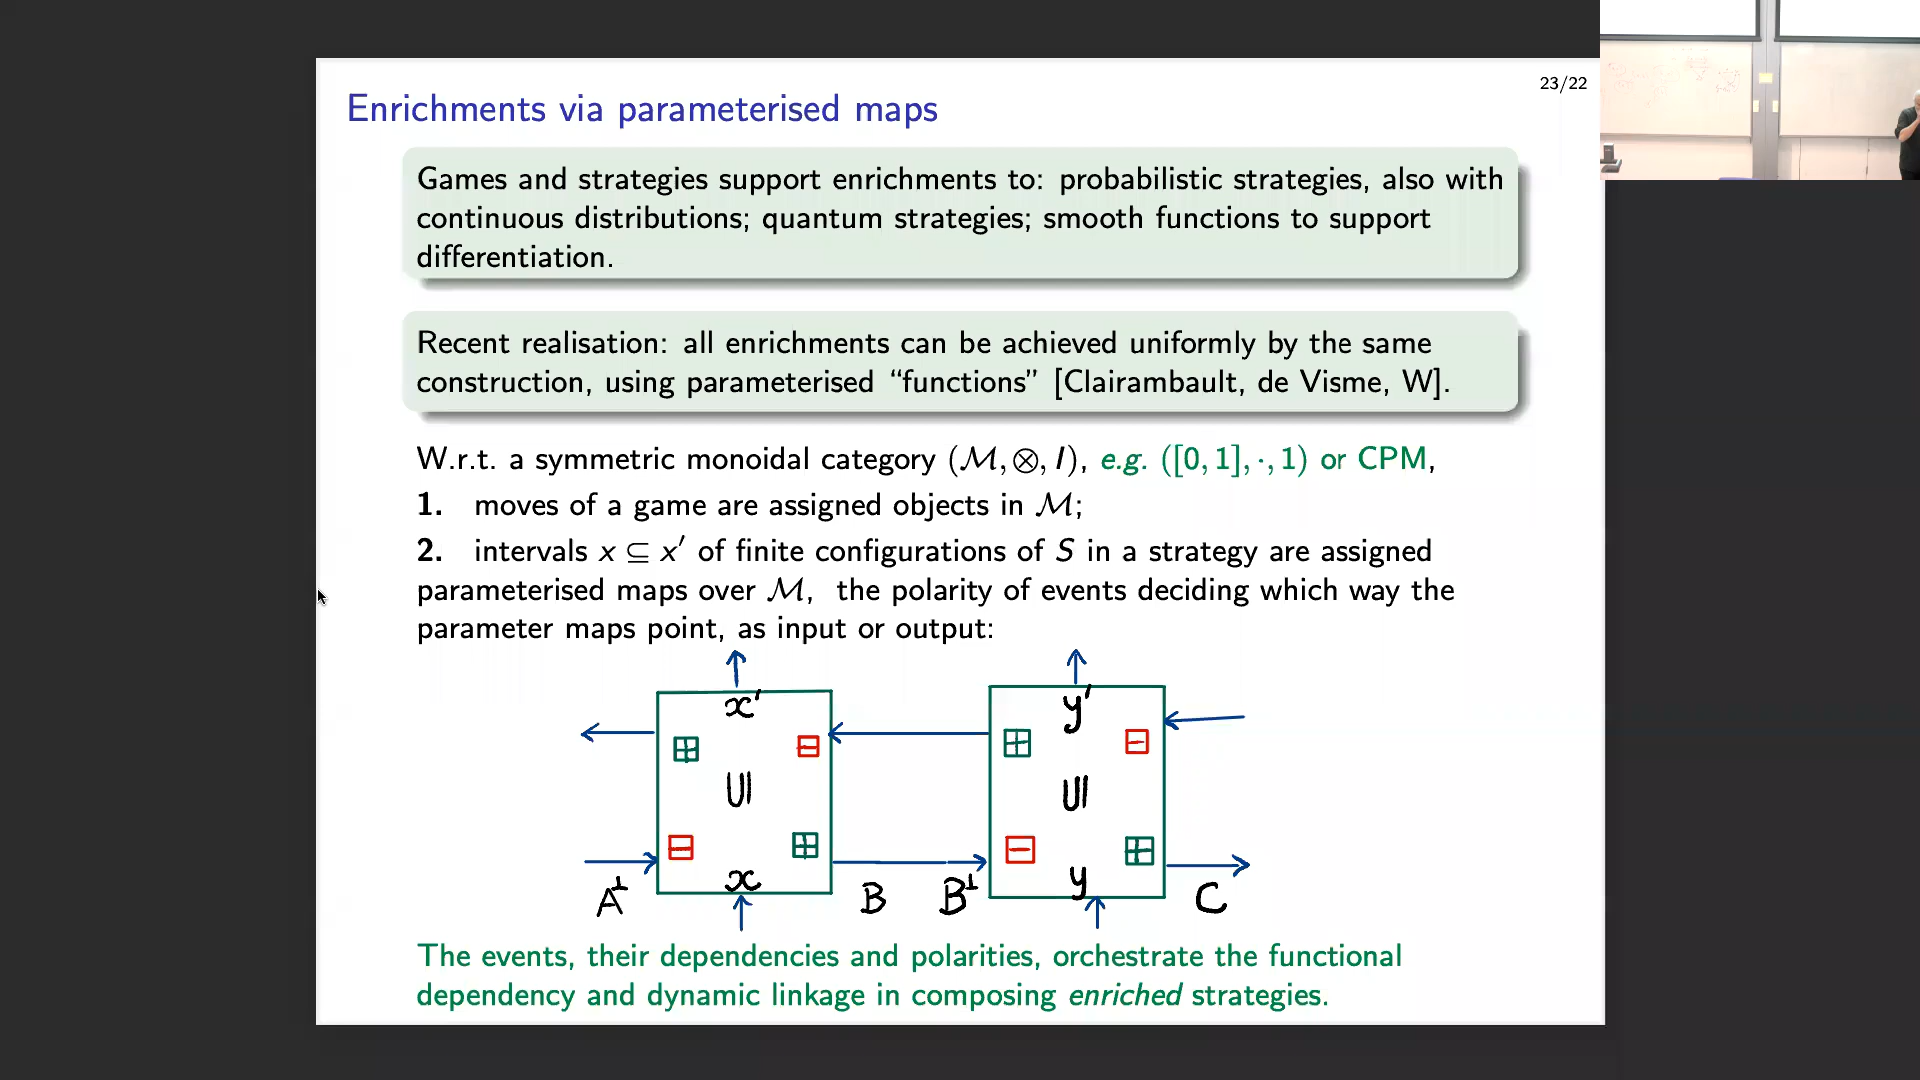 23/22
Enrichments via parameterised maps
Games and strategies support enrichments to: probabilistic strategies, also with
continuous distributions; quantum strategies; smooth functions to support
differentiation.
Recent realisation: all enrichments can be achieved uniformly by the same
construction, using parameterised “functions” [Clairambault, de Visme, W].
W.r.t. a symmetric monoidal category (ℳ, ⊗, I), e.g. ([0, 1], ·, 1) or CPM,
1. moves of a game are assigned objects in ℳ;
2. intervals x ⊆ x′ of finite configurations of S in a strategy are assigned
parameterised maps over ℳ, the polarity of events deciding which way the
parameter maps point, as input or output:
x′ y′
⊞ ⊟ ⊞ ⊟
⊆ ⊆
⊟ ⊞ ⊟ ⊞
x y
A⊥ B B⊥ C
The events, their dependencies and polarities, orchestrate the functional
dependency and dynamic linkage in composing enriched strategies.